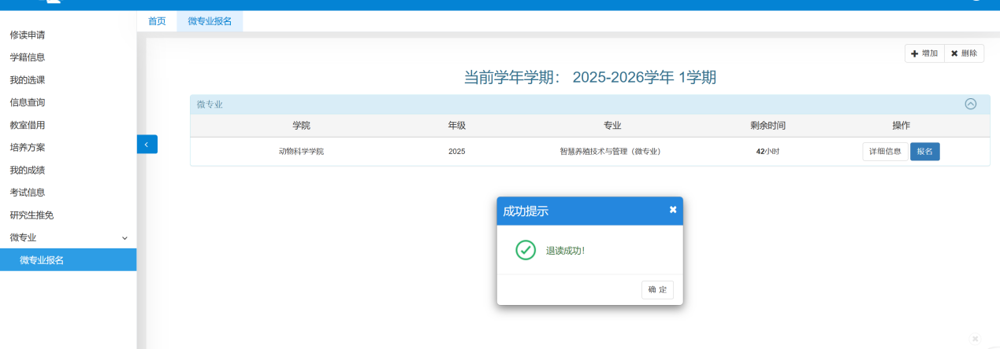 首页 微专业报名
修读申请
学籍信息
我的选课
信息查询
教室借用
培养方案
我的成绩
考试信息
研究生推免
微专业
微专业报名
增加 删除
当前学年学期： 2025-2026学年 1学期
微专业
学院 年级 专业 剩余时间 操作
动物科学学院 2025 智慧养殖技术与管理（微专业） 42小时 详细信息 报名
成功提示
退读成功!
确 定